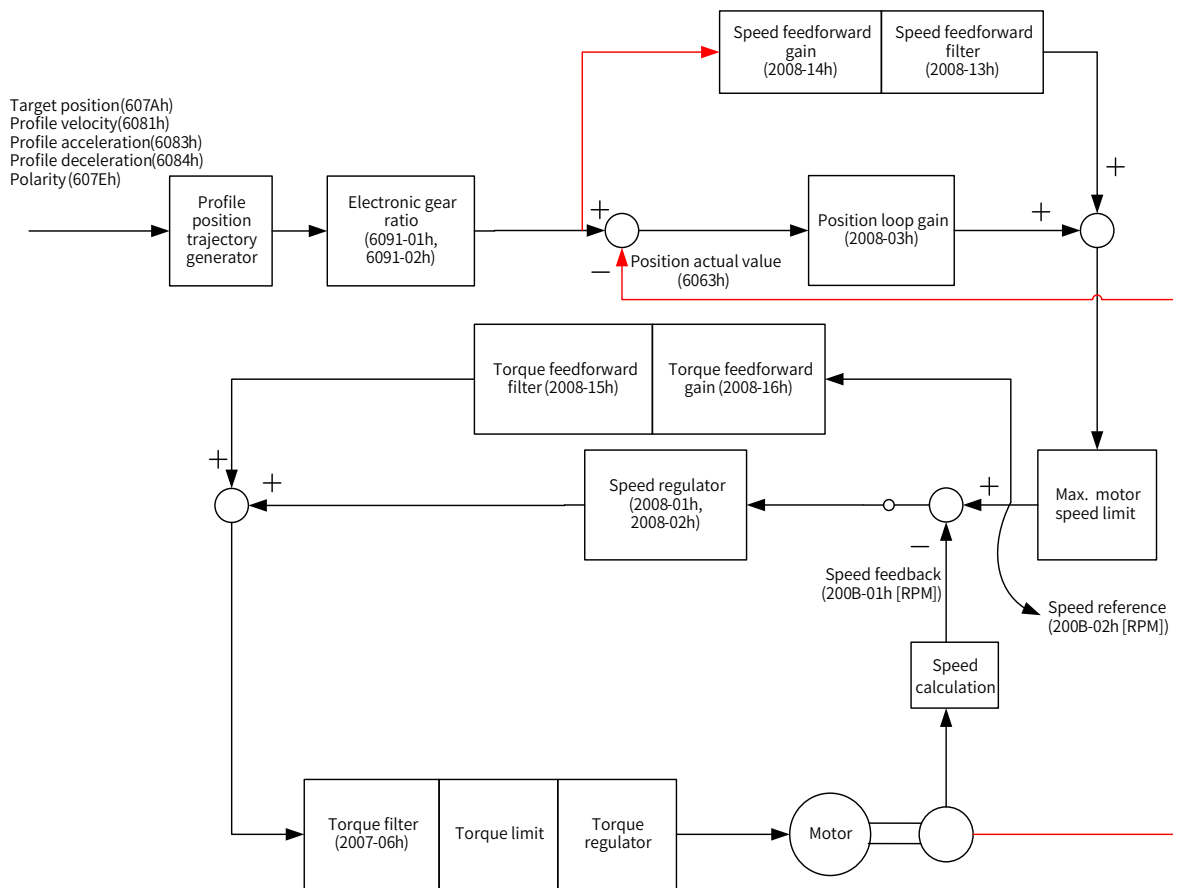 Speed feedforward
gain
(2008-14h)
Speed feedforward
filter
(2008-13h)
Target position(607Ah)
Profile velocity(6081h)
Profile acceleration(6083h)
Profile deceleration(6084h)
Polarity (607Eh)
Profile
position
trajectory
generator
Electronic gear
ratio
(6091-01h,
6091-02h)
+
−
Position actual value
(6063h)
Position loop gain
(2008-03h)
+
+
Torque feedforward
filter (2008-15h)
Torque feedforward
gain (2008-16h)
+
+
Speed regulator
(2008-01h,
2008-02h)
+
−
Max. motor
speed limit
Speed feedback
(200B-01h [RPM])
Speed reference
(200B-02h [RPM])
Speed
calculation
Torque filter
(2007-06h)
Torque limit
Torque
regulator
Motor